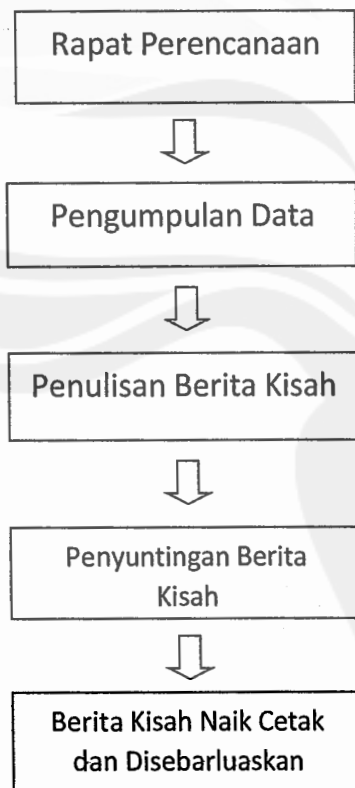 Rapat Perencanaan
Pengumpulan Data
Penulisan Berita Kisah
Penyuntingan Berita
Kisah
Berita Kisah Naik Cetak
dan Disebarluaskan